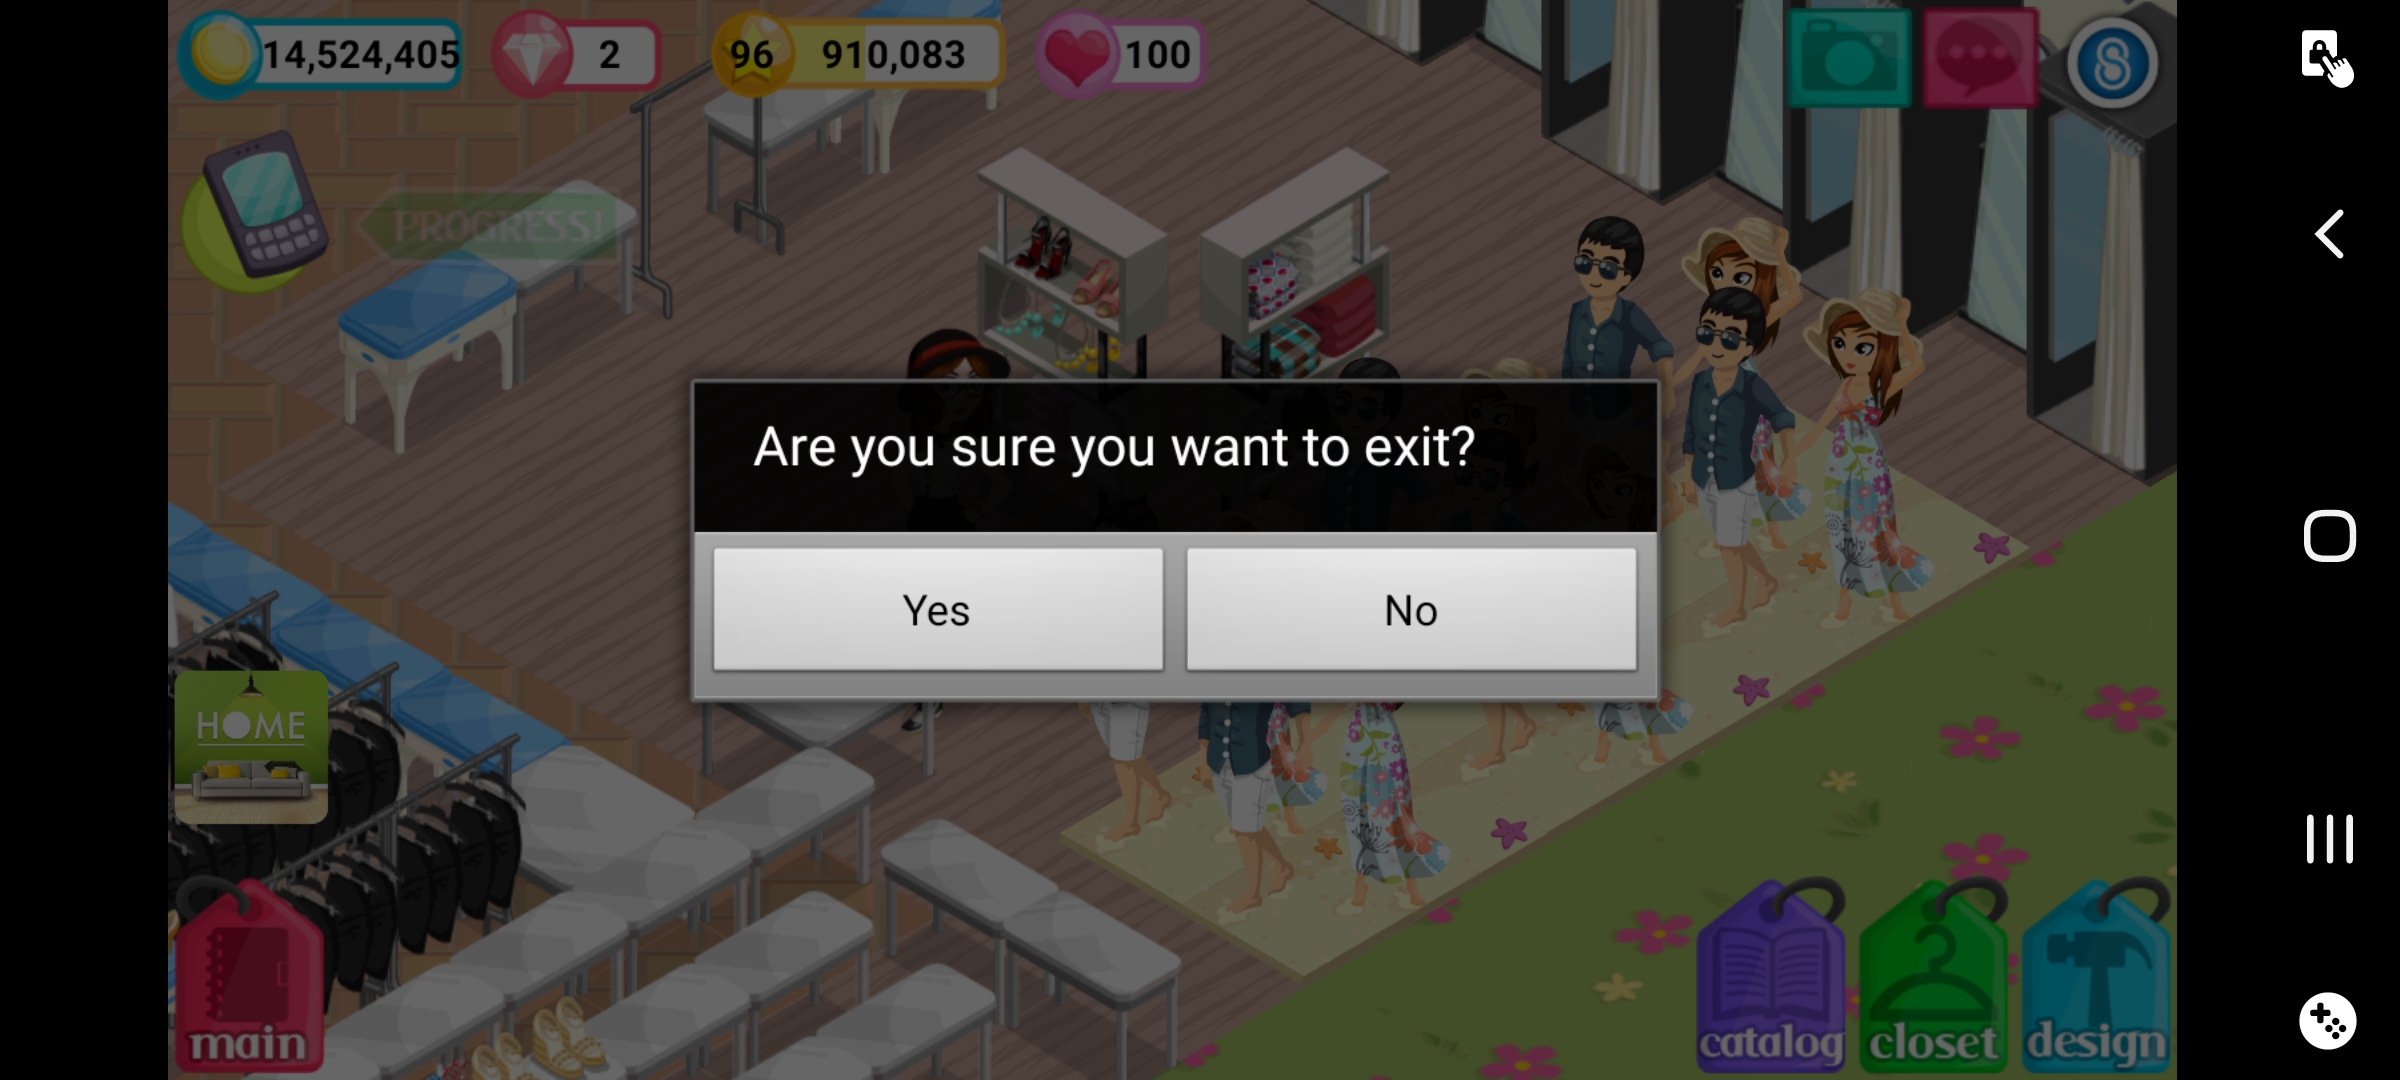 14,524,405
2
96
910,083
100
PROGRESS!
Are you sure you want to exit?
Yes
No
HOME
main
catalog
closet
design